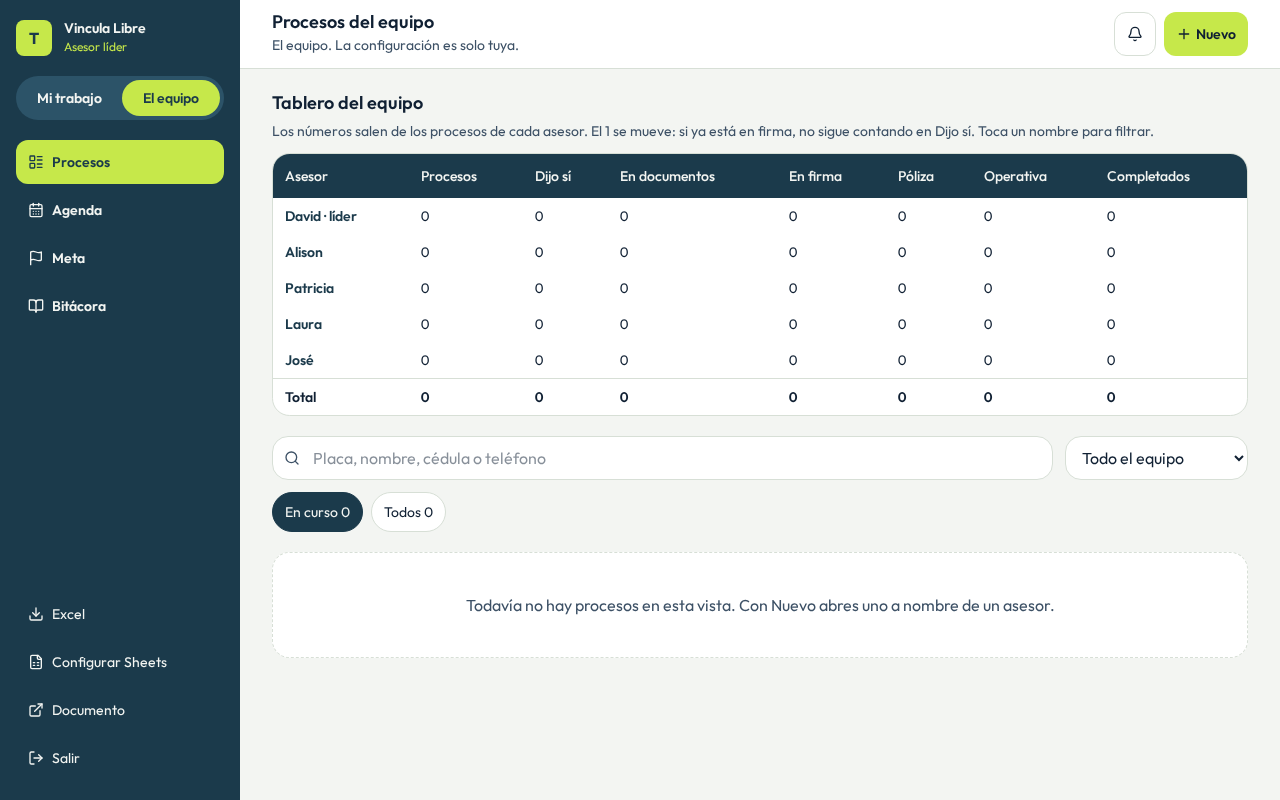 T
Vincula Libre
Asesor líder
Mi trabajo
El equipo
Procesos
Agenda
Meta
Bitácora
Excel
Configurar Sheets
Documento
Salir
Procesos del equipo
El equipo. La configuración es solo tuya.
Nuevo
Tablero del equipo
Los números salen de los procesos de cada asesor. El 1 se mueve: si ya está en firma, no sigue contando en Dijo sí. Toca un nombre para filtrar.
Asesor Procesos Dijo sí En documentos En firma Póliza Operativa Completados
David · líder 0 0 0 0 0 0 0
Alison 0 0 0 0 0 0 0
Patricia 0 0 0 0 0 0 0
Laura 0 0 0 0 0 0 0
José 0 0 0 0 0 0 0
Total 0 0 0 0 0 0 0
Placa, nombre, cédula o teléfono
Todo el equipo
En curso 0
Todos 0
Todavía no hay procesos en esta vista. Con Nuevo abres uno a nombre de un asesor.